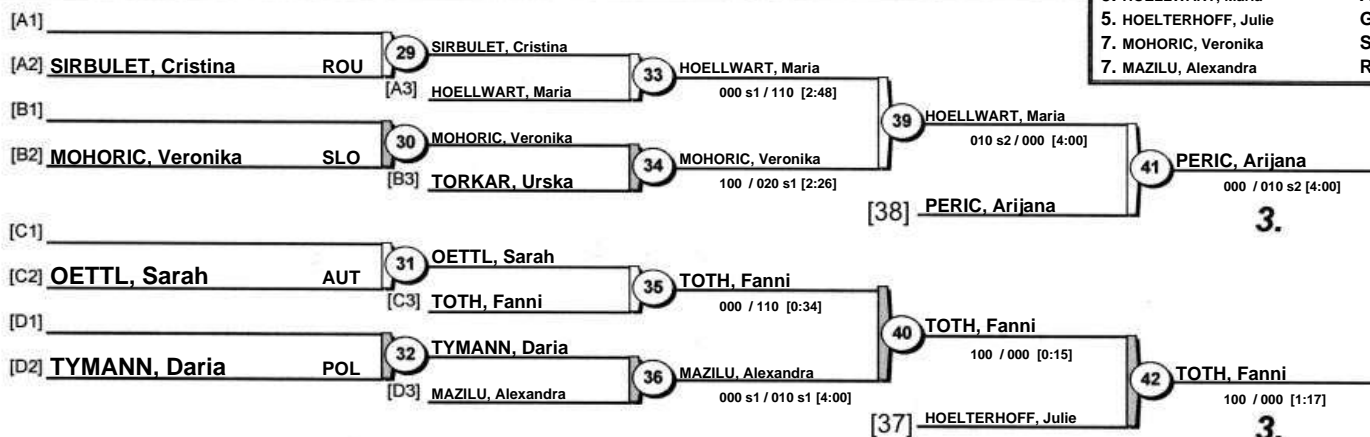 5. HOELTERHOFF, Julie G
7. MOHORIC, Veronika S
7. MAZILU, Alexandra R
[A1]
[A2] SIRBULET, Cristina ROU
29
SIRBULET, Cristina
[A3] HOELLWART, Maria
33
HOELLWART, Maria
000 s1 / 110 [2:48]
[B1]
[B2] MOHORIC, Veronika SLO
30
MOHORIC, Veronika
[B3] TORKAR, Urska
34
MOHORIC, Veronika
100 / 020 s1 [2:26]
39
HOELLWART, Maria
010 s2 / 000 [4:00]
[38] PERIC, Arijana
41
PERIC, Arijana
000 / 010 s2 [4:00]
3.
[C1]
[C2] OETTL, Sarah AUT
31
OETTL, Sarah
[C3] TOTH, Fanni
35
TOTH, Fanni
000 / 110 [0:34]
[D1]
[D2] TYMANN, Daria POL
32
TYMANN, Daria
[D3] MAZILU, Alexandra
36
MAZILU, Alexandra
000 s1 / 010 s1 [4:00]
40
TOTH, Fanni
100 / 000 [0:15]
[37] HOELTERHOFF, Julie
42
TOTH, Fanni
100 / 000 [1:17]
3.